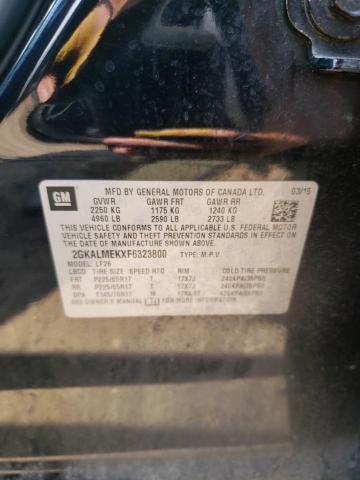 GM
MFD BY GENERAL MOTORS OF CANADA LTD. 03/15
GVWR GAWR FRT GAWR RR
2250 KG 1175 KG 1240 KG
4960 LB 2590 LB 2733 LB
THIS VEHICLE CONFORMS TO ALL APPLICABLE U.S. FEDERAL MOTOR
VEHICLE SAFETY AND THEFT PREVENTION STANDARDS IN EFFECT ON
THE DATE OF MANUFACTURE SHOWN ABOVE.
2GKALMEKXF6323800 TYPE: M.P.V.
MODEL: LF26
TIRE SIZE SPEED RTG RIM COLD TIRE PRESSURE
FRT P225/65R17 T 17X7J 240KPA(35PSI)
RR P225/65R17 T 17X7J 240KPA(35PSI)
SPA M
SEE OWNER MANUAL FOR MORE INFORMATION.